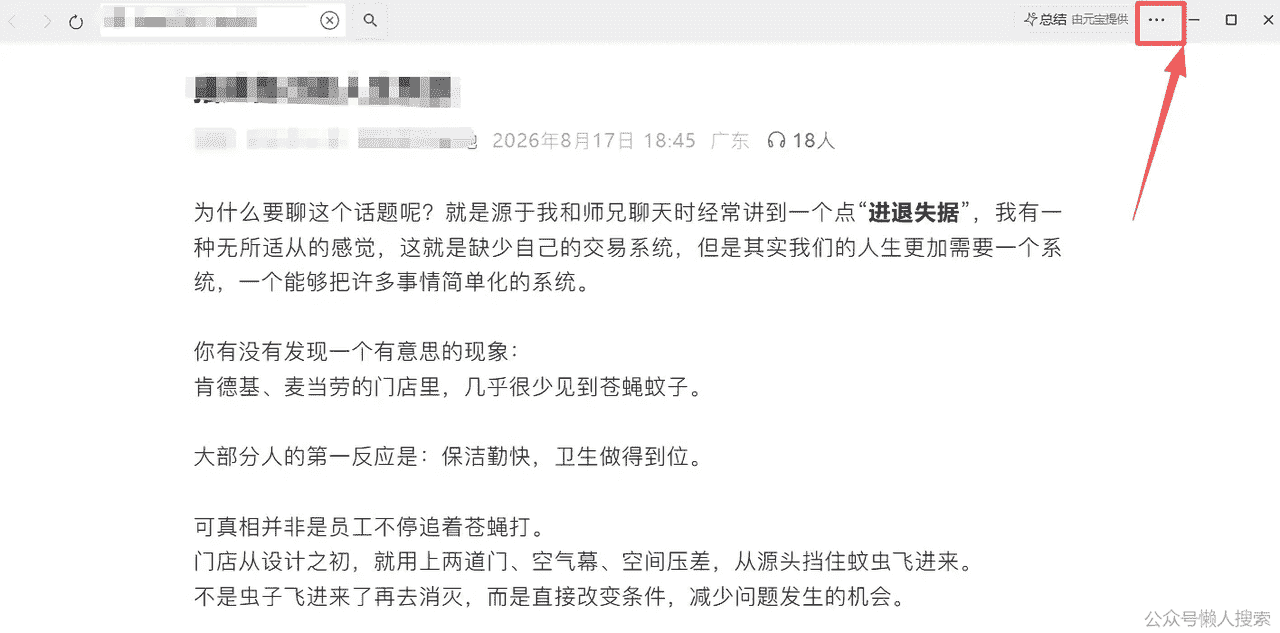 总结 由元宝提供
2026年8月17日 18:45 广东 18人
为什么要聊这个话题呢？就是源于我和师兄聊天时经常讲到一个点“进退失据”，我有一
种无所适从的感觉，这就是缺少自己的交易系统，但是其实我们的人生更加需要一个系
统，一个能够把许多事情简单化的系统。
你有没有发现一个有意思的现象：
肯德基、麦当劳的门店里，几乎很少见到苍蝇蚊子。
大部分人的第一反应是：保洁勤快，卫生做得到位。
可真相并非是员工不停追着苍蝇打。
门店从设计之初，就用上两道门、空气幕、空间压差，从源头挡住蚊虫飞进来。
不是虫子飞进来了再去消灭，而是直接改变条件，减少问题发生的机会。
公众号懒人搜索